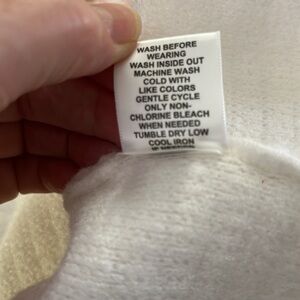 WASH BEFORE
WEARING
WASH INSIDE OUT
MACHINE WASH
COLD WITH
LIKE COLORS
GENTLE CYCLE
ONLY NON-
CHLORINE BLEACH
WHEN NEEDED
TUMBLE DRY LOW
COOL IRON